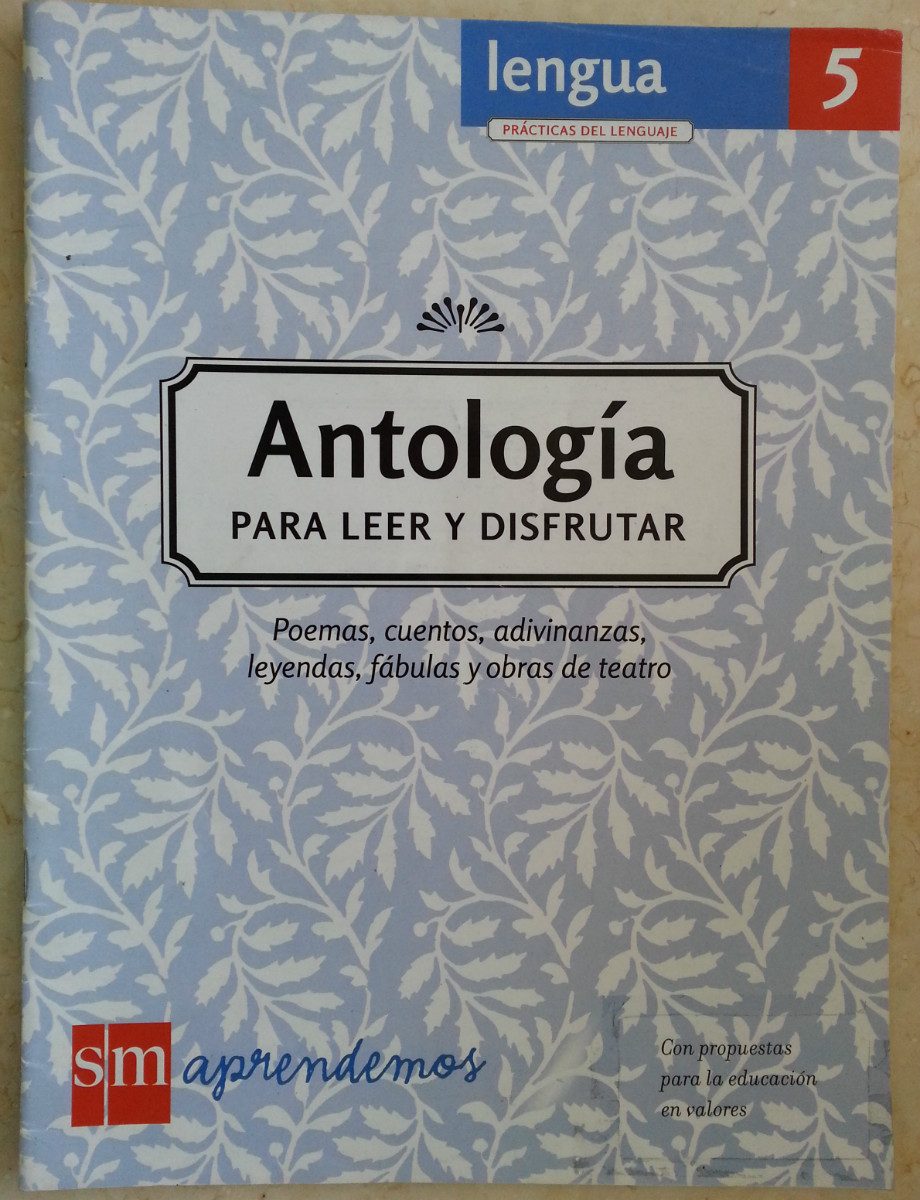 lengua 5
PRÁCTICAS DEL LENGUAJE
Antología
PARA LEER Y DISFRUTAR
Poemas, cuentos, adivinanzas,
leyendas, fábulas y obras de teatro
sm aprendemos
Con propuestas
para la educación
en valores